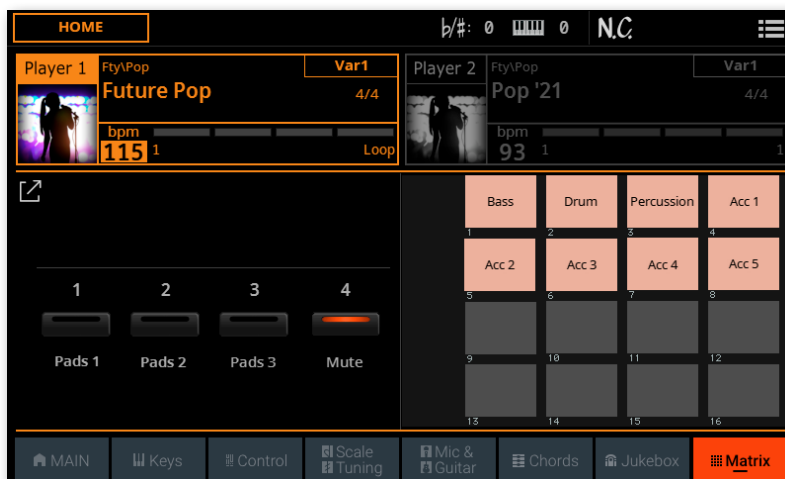 HOME
b/#: 0
0
N.C.
Player 1
Fty\Pop
Var1
Future Pop
4/4
bpm
115
1
Loop
Player 2
Fty\Pop
Var1
Pop '21
4/4
bpm
93
1
1
Bass
Drum
Percussion
Acc 1
1
2
3
4
Acc 2
Acc 3
Acc 4
Acc 5
5
6
7
8
9
10
11
12
13
14
15
16
1
2
3
4
Pads 1
Pads 2
Pads 3
Mute
MAIN
Keys
Control
Scale
Tuning
Mic &
Guitar
Chords
Jukebox
Matrix